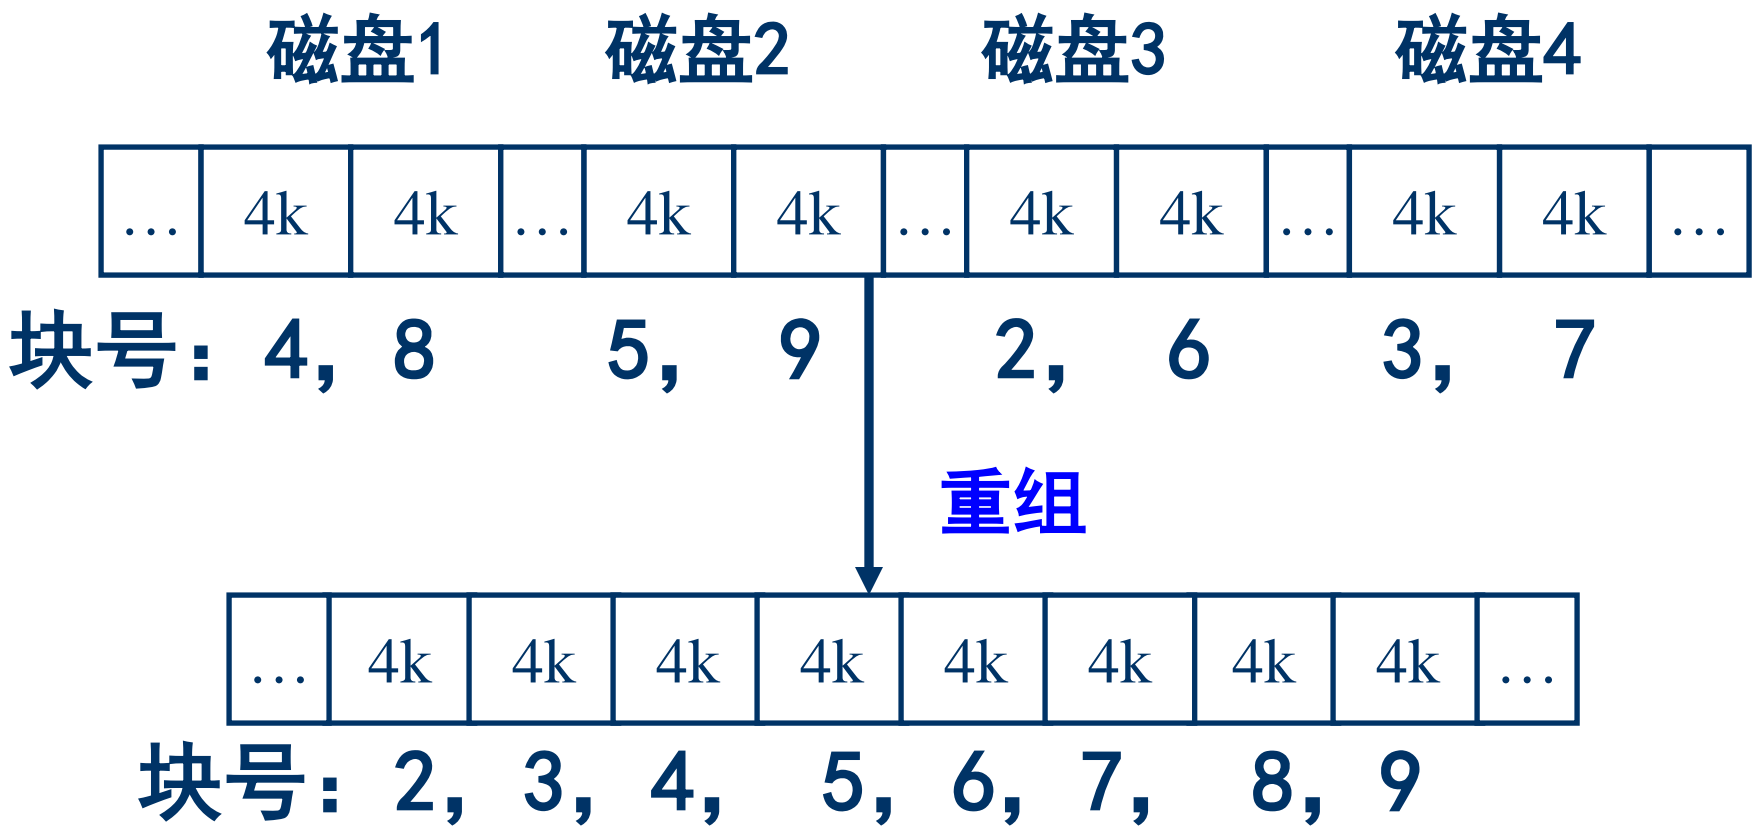 磁盘1 磁盘2 磁盘3 磁盘4
… 4k 4k … 4k 4k … 4k 4k … 4k 4k …
块号：4，8 5，9 2，6 3，7
重组
… 4k 4k 4k 4k 4k 4k 4k 4k …
块号：2，3，4，5，6，7，8，9